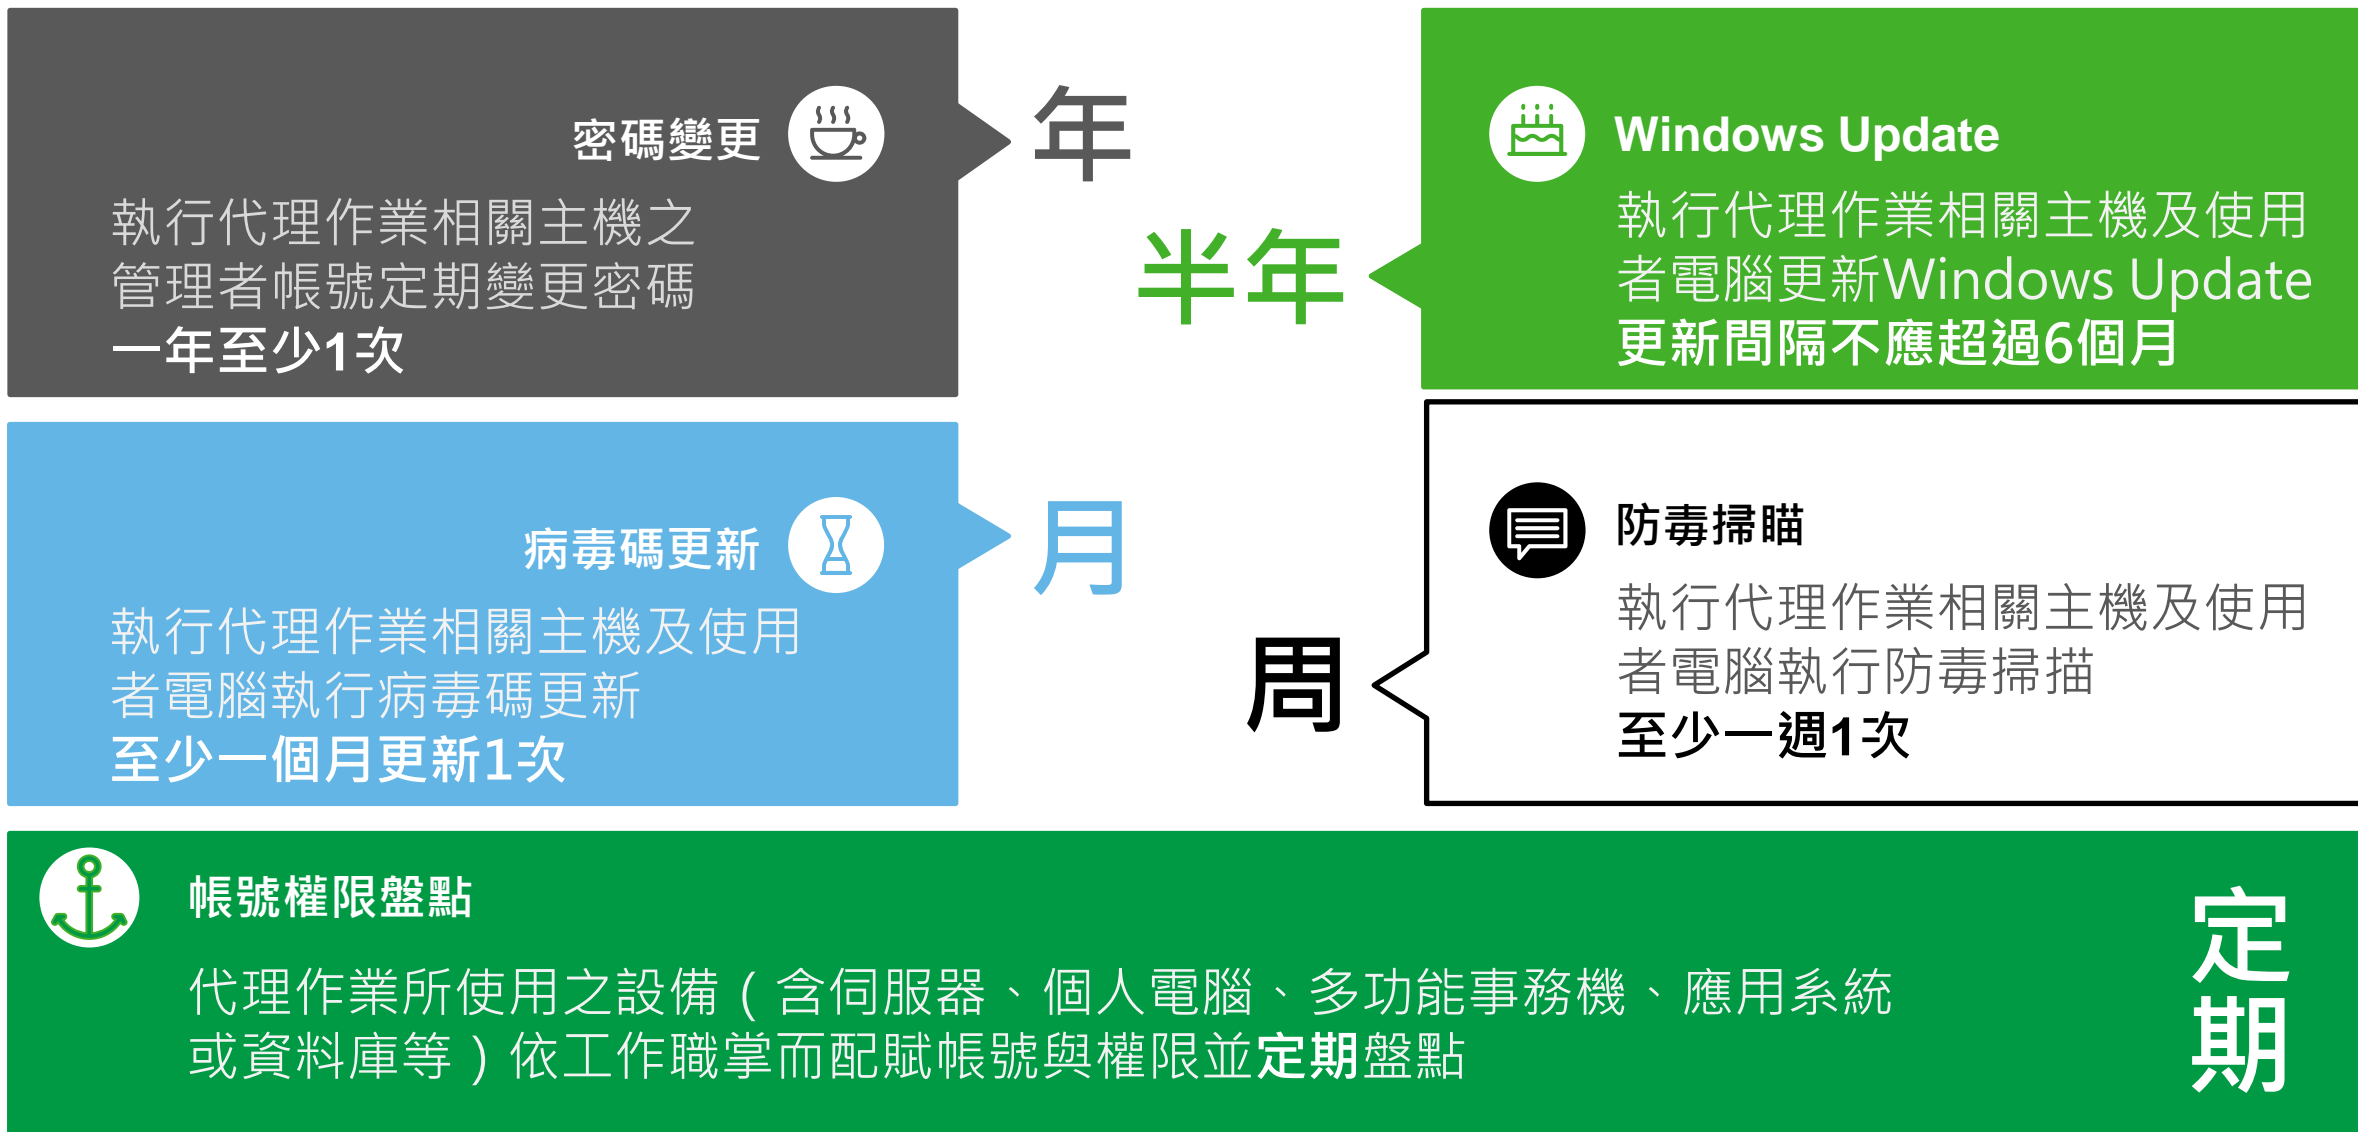 密碼變更
執行代理作業相關主機之
管理者帳號定期變更密碼
一年至少1次
年
半年
Windows Update
執行代理作業相關主機及使用
者電腦更新Windows Update
更新間隔不應超過6個月
病毒碼更新
執行代理作業相關主機及使用
者電腦執行病毒碼更新
至少一個月更新1次
月
周
防毒掃瞄
執行代理作業相關主機及使用
者電腦執行防毒掃描
至少一週1次
帳號權限盤點
代理作業所使用之設備（含伺服器、個人電腦、多功能事務機、應用系統
或資料庫等）依工作職掌而配賦帳號與權限並定期盤點
定
期